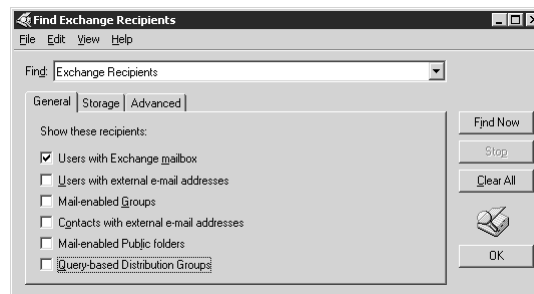 Find Exchange Recipients
File Edit View Help
Find: Exchange Recipients
General Storage Advanced
Show these recipients:
Users with Exchange mailbox
Users with external e-mail addresses
Mail-enabled Groups
Contacts with external e-mail addresses
Mail-enabled Public folders
Query-based Distribution Groups
Find Now
Stop
Clear All
OK